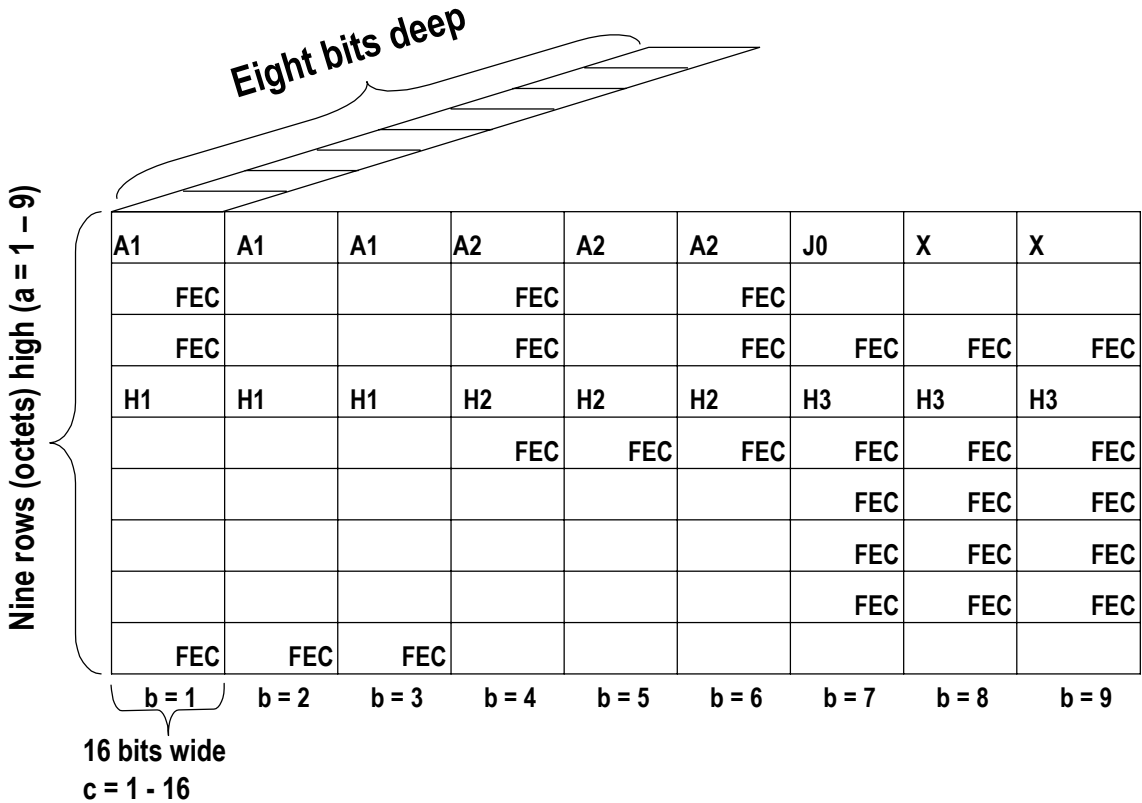 Eight bits deep
Nine rows (octets) high (a = 1 – 9)
A1 A1 A1 A2 A2 A2 J0 X X
FEC FEC FEC
FEC FEC FEC FEC FEC FEC
H1 H1 H1 H2 H2 H2 H3 H3 H3
FEC FEC FEC FEC FEC FEC
FEC FEC FEC
FEC FEC FEC
FEC FEC FEC
FEC FEC FEC
b = 1 b = 2 b = 3 b = 4 b = 5 b = 6 b = 7 b = 8 b = 9
16 bits wide
c = 1 - 16